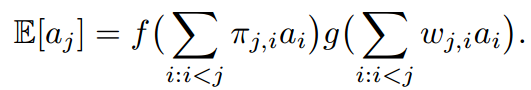 𝔼[a_j] = f(∑_{i:i<j} π_{j,i}a_i)g(∑_{i:i<j} w_{j,i}a_i).